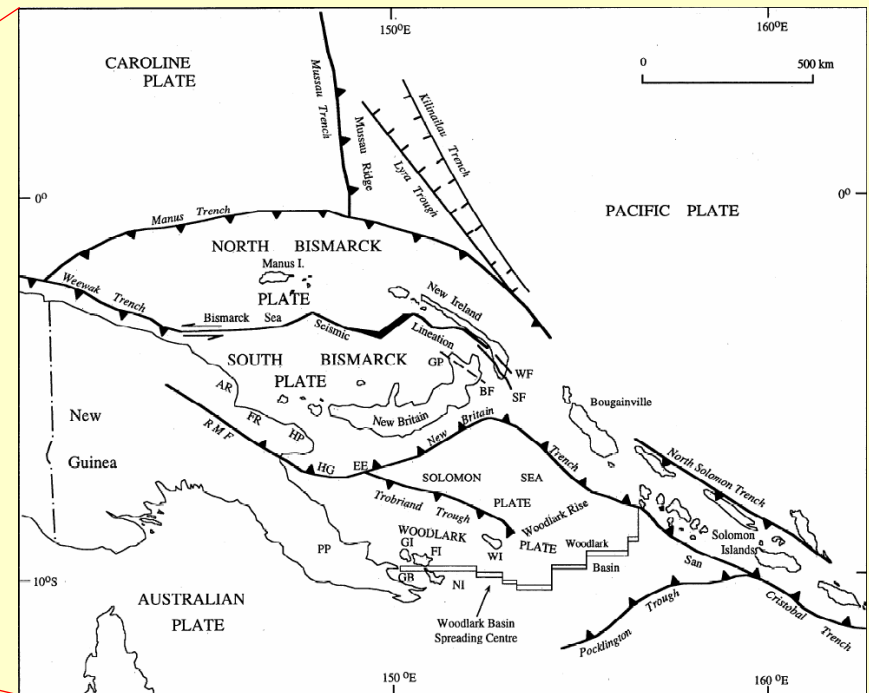 150°E
160°E
CAROLINE
PLATE
0
500 km
Mussau Trench
Mussau Ridge
Kilinailau Trench
Lyra Trough
0°
0°
PACIFIC PLATE
Manus Trench
NORTH BISMARCK
Manus I.
PLATE
Weewak Trench
New Ireland
Bismarck Sea Seismic Lineation
SOUTH BISMARCK
PLATE
GP
WF
BF
SF
AR
Bougainville
FR
New Britain
HP
RMF
New
Guinea
New Britain Trench
North Solomon Trench
HG
EE
SOLOMON SEA
PLATE
Trobriand Trough
Woodlark Rise
Solomon
Islands
WOODLARK
PLATE
GI
FI
WI
Woodlark
Basin
PP
GB
NI
San Cristobal Trench
10°S
AUSTRALIAN
PLATE
Woodlark Basin
Spreading Centre
Pocklington Trough
150°E
160°E